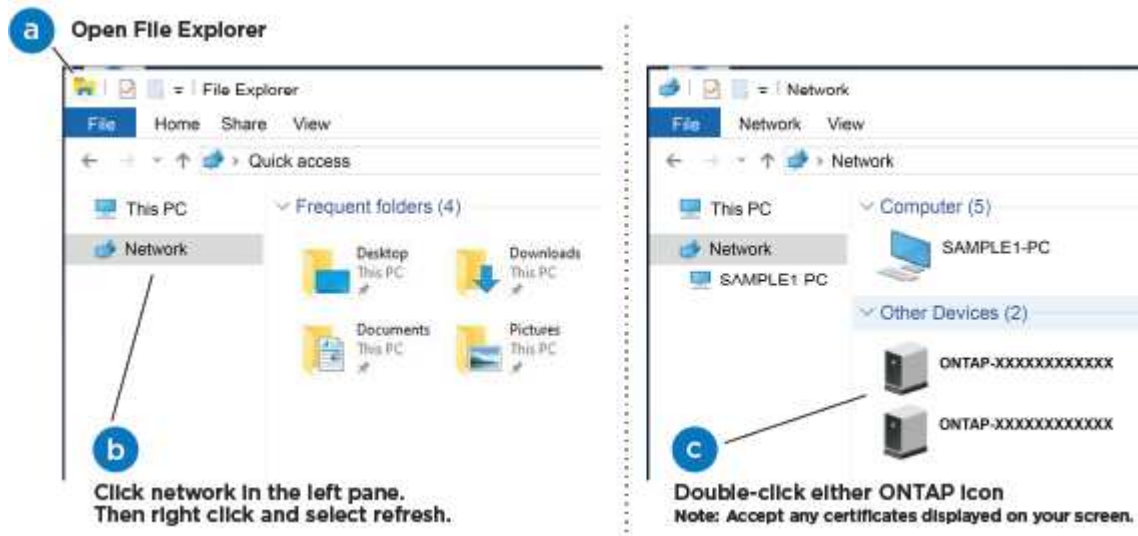 a Open File Explorer
File Explorer
File Home Share View
Quick access
This PC
Network
Frequent folders (4)
Desktop
This PC
Downloads
This PC
Documents
This PC
Pictures
This PC
b
Click network in the left pane.
Then right click and select refresh.
Network
File Network View
Network
This PC
Network
SAMPLE1 PC
Computer (5)
SAMPLE1-PC
Other Devices (2)
ONTAP-XXXXXXXXXXXX
ONTAP-XXXXXXXXXXXX
c
Double-click either ONTAP icon
Note: Accept any certificates displayed on your screen.